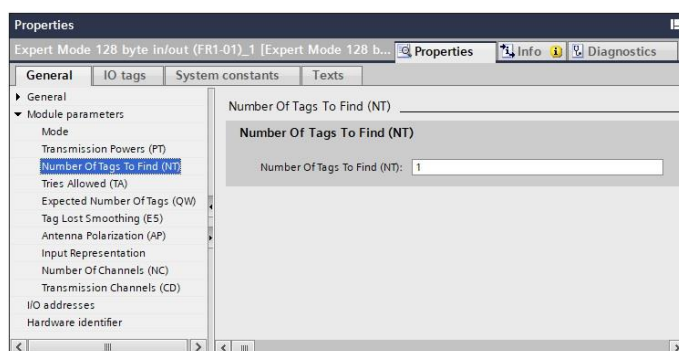 Properties
Expert Mode 128 byte in/out (FR1-01)_1 [Expert Mode 128 b... Properties Info Diagnostics
General IO tags System constants Texts
General
Module parameters
Mode
Transmission Powers (PT)
Number Of Tags To Find (NT)
Tries Allowed (TA)
Expected Number Of Tags (QW)
Tag Lost Smoothing (E5)
Antenna Polarization (AP)
Input Representation
Number Of Channels (NC)
Transmission Channels (CD)
I/O addresses
Hardware identifier
Number Of Tags To Find (NT)
Number Of Tags To Find (NT)
Number Of Tags To Find (NT): 1